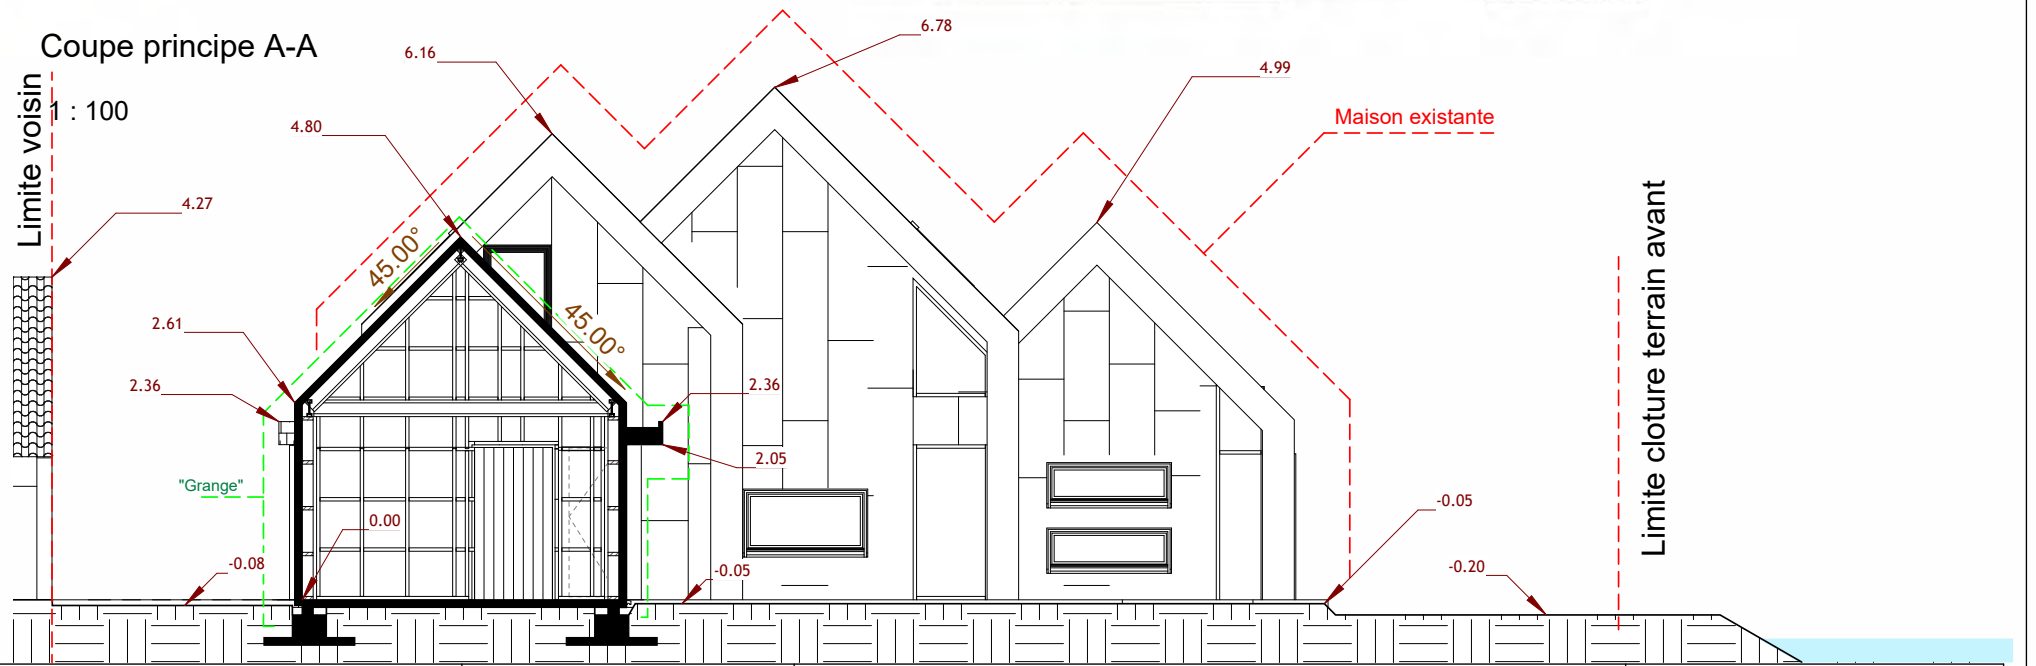 Coupe principe A-A
1 : 100
Limite voisin
6.16
6.78
4.99
4.80
Maison existante
4.27
45.00°
45.00°
2.61
2.36
2.36
2.05
"Grange"
0.00
-0.08
-0.05
-0.05
-0.20
Limite cloture terrain avant